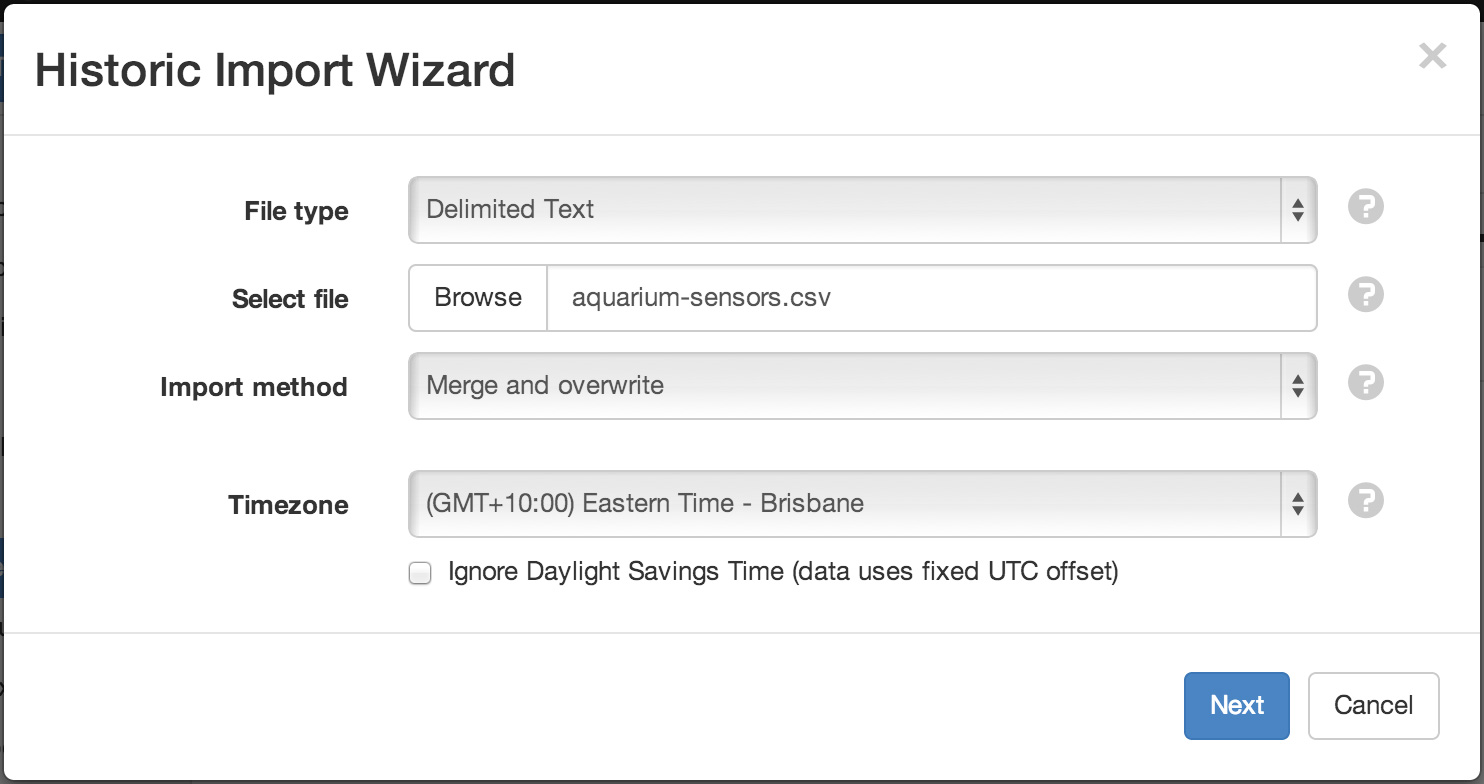 Historic Import Wizard
×
File type
Delimited Text
?
Select file
Browse
aquarium-sensors.csv
?
Import method
Merge and overwrite
?
Timezone
(GMT+10:00) Eastern Time - Brisbane
?
Ignore Daylight Savings Time (data uses fixed UTC offset)
Next
Cancel